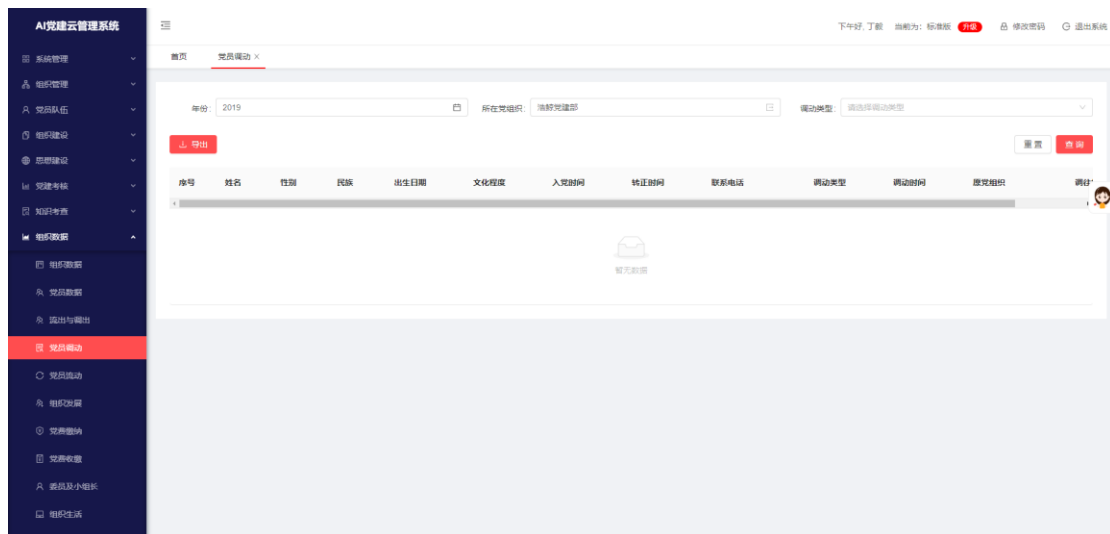 AI党建云管理系统
下午好, 丁毅 当前为: 标准版 升级 修改密码 退出系统
首页 党员调动 ×
系统管理
组织管理
党员队伍
组织建设
思想建设
党建考核
知识考查
组织数据
组织数据
党员数据
流出与调出
党员调动
党员流动
组织发展
党费缴纳
党费收缴
委员及小组长
组织生活
年份: 2019 所在党组织: 浩鲸党建部 调动类型: 请选择调动类型
导出 重置 查询
序号 姓名 性别 民族 出生日期 文化程度 入党时间 转正时间 联系电话 调动类型 调动时间 原党组织 调往
暂无数据